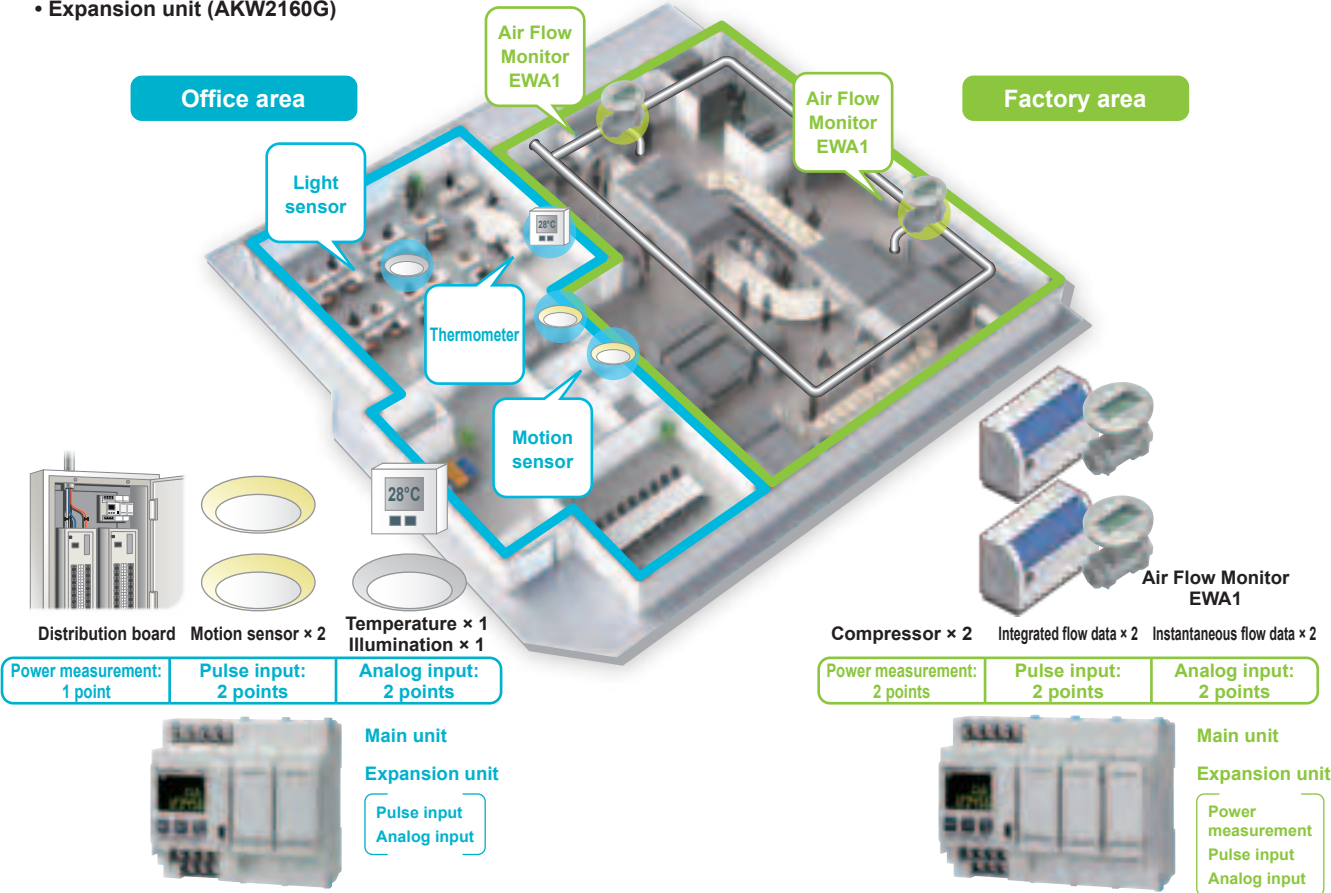 • Expansion unit (AKW2160G)
Office area
Factory area
Air Flow
Monitor
EWA1
Air Flow
Monitor
EWA1
Light
sensor
28°C
Thermometer
Motion
sensor
28°C
Distribution board
Motion sensor × 2
Temperature × 1
Illumination × 1
Power measurement:
1 point
Pulse input:
2 points
Analog input:
2 points
Main unit
Expansion unit
Pulse input
Analog input
Air Flow Monitor
EWA1
Compressor × 2
Integrated flow data × 2
Instantaneous flow data × 2
Power measurement:
2 points
Pulse input:
2 points
Analog input:
2 points
Main unit
Expansion unit
Power
measurement
Pulse input
Analog input